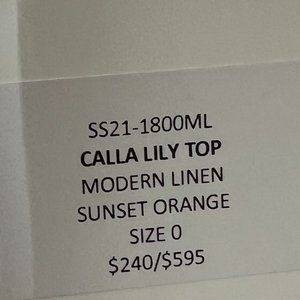 SS21-1800ML
CALLA LILY TOP
MODERN LINEN
SUNSET ORANGE
SIZE 0
$240/$595